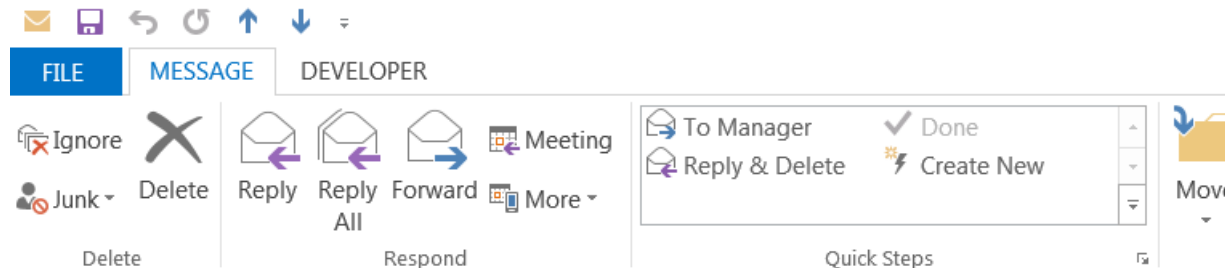 FILE MESSAGE DEVELOPER
Ignore
Junk
Delete
Delete
Reply
Reply
All
Forward
Meeting
More
Respond
To Manager
Reply & Delete
Done
Create New
Quick Steps